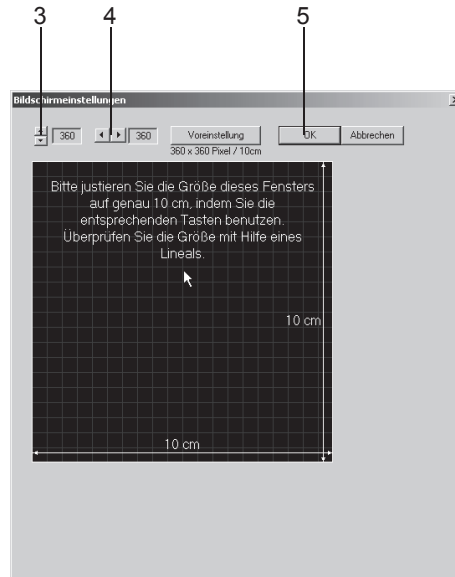 3 4 5
Bildschirmeinstellungen
360 360 Voreinstellung OK Abbrechen
360 x 360 Pixel / 10cm
Bitte justieren Sie die Größe dieses Fensters
auf genau 10 cm, indem Sie die
entsprechenden Tasten benutzen.
Überprüfen Sie die Größe mit Hilfe eines
Lineals.
10 cm
10 cm